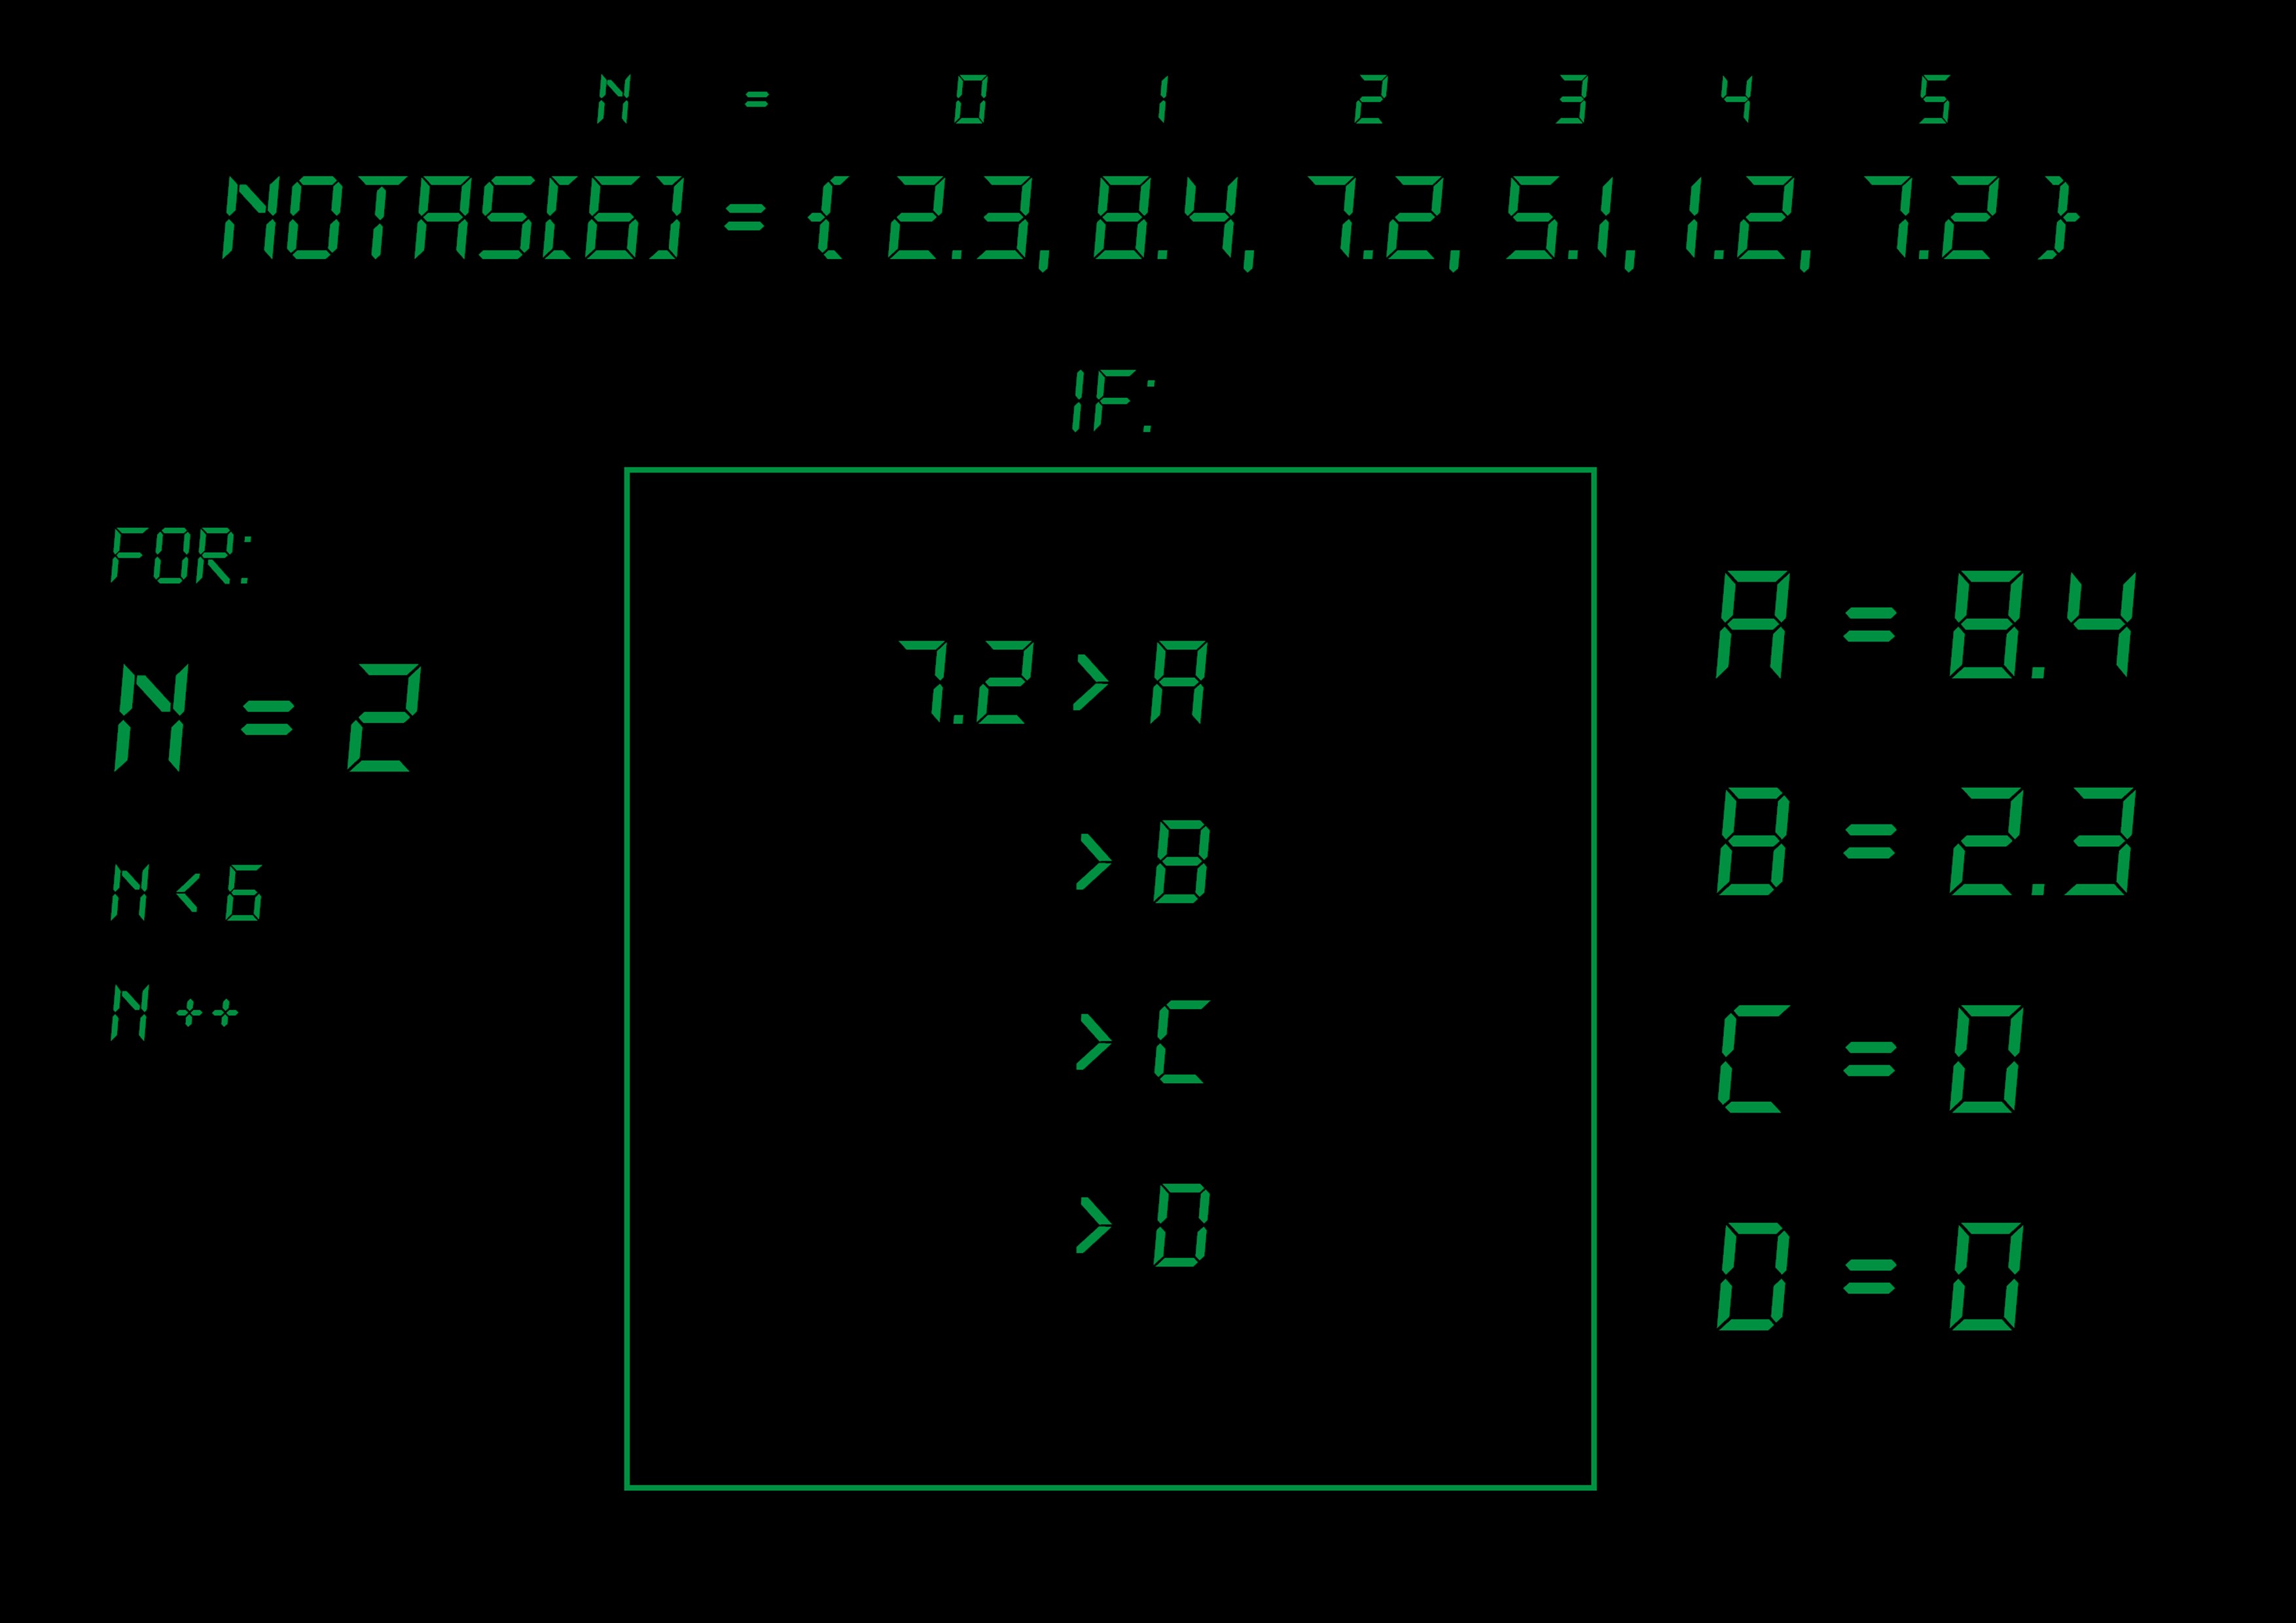 N = 0 1 2 3 4 5
NOTAS[6] = { 2.3, 8.4, 7.2, 5.1, 1.2, 7.2 }
IF:
FOR:
N = 2
N < 6
N ++
7.2 > A
> B
> C
> D
A = 8.4
B = 2.3
C = 0
D = 0